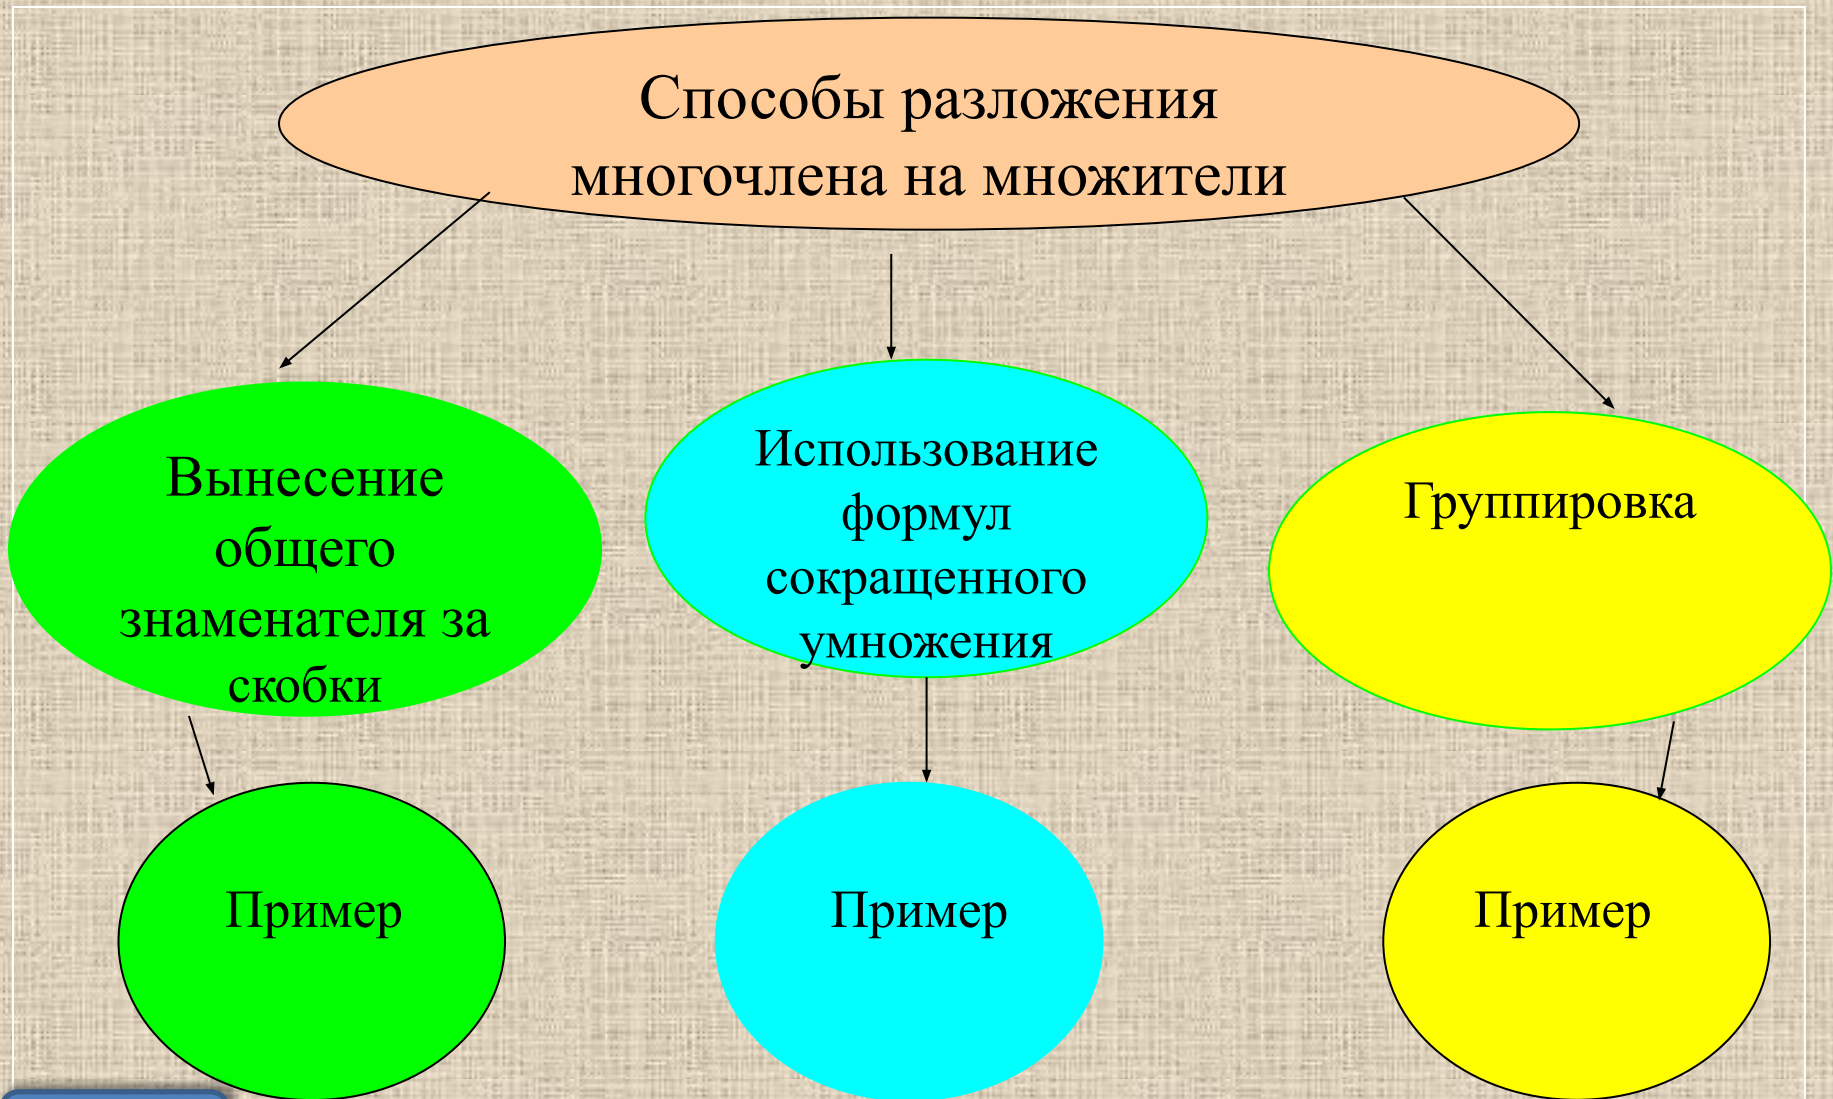 Способы разложения
многочлена на множители
Вынесение
общего
знаменателя за
скобки
Использование
формул
сокращенного
умножения
Группировка
Пример
Пример
Пример